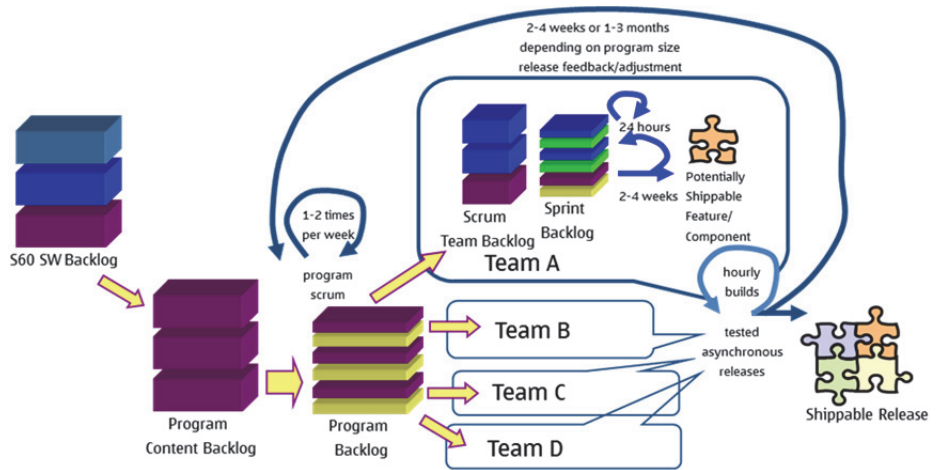 2-4 weeks or 1-3 months
depending on program size
release feedback/adjustment
24 hours
2-4 weeks
Potentially
Shippable
Feature/
Component
Scrum
Team Backlog
Sprint
Backlog
Team A
S60 SW Backlog
1-2 times
per week
program
scrum
hourly
builds
Team B
tested
asynchronous
releases
Team C
Team D
Shippable Release
Program
Content Backlog
Program
Backlog